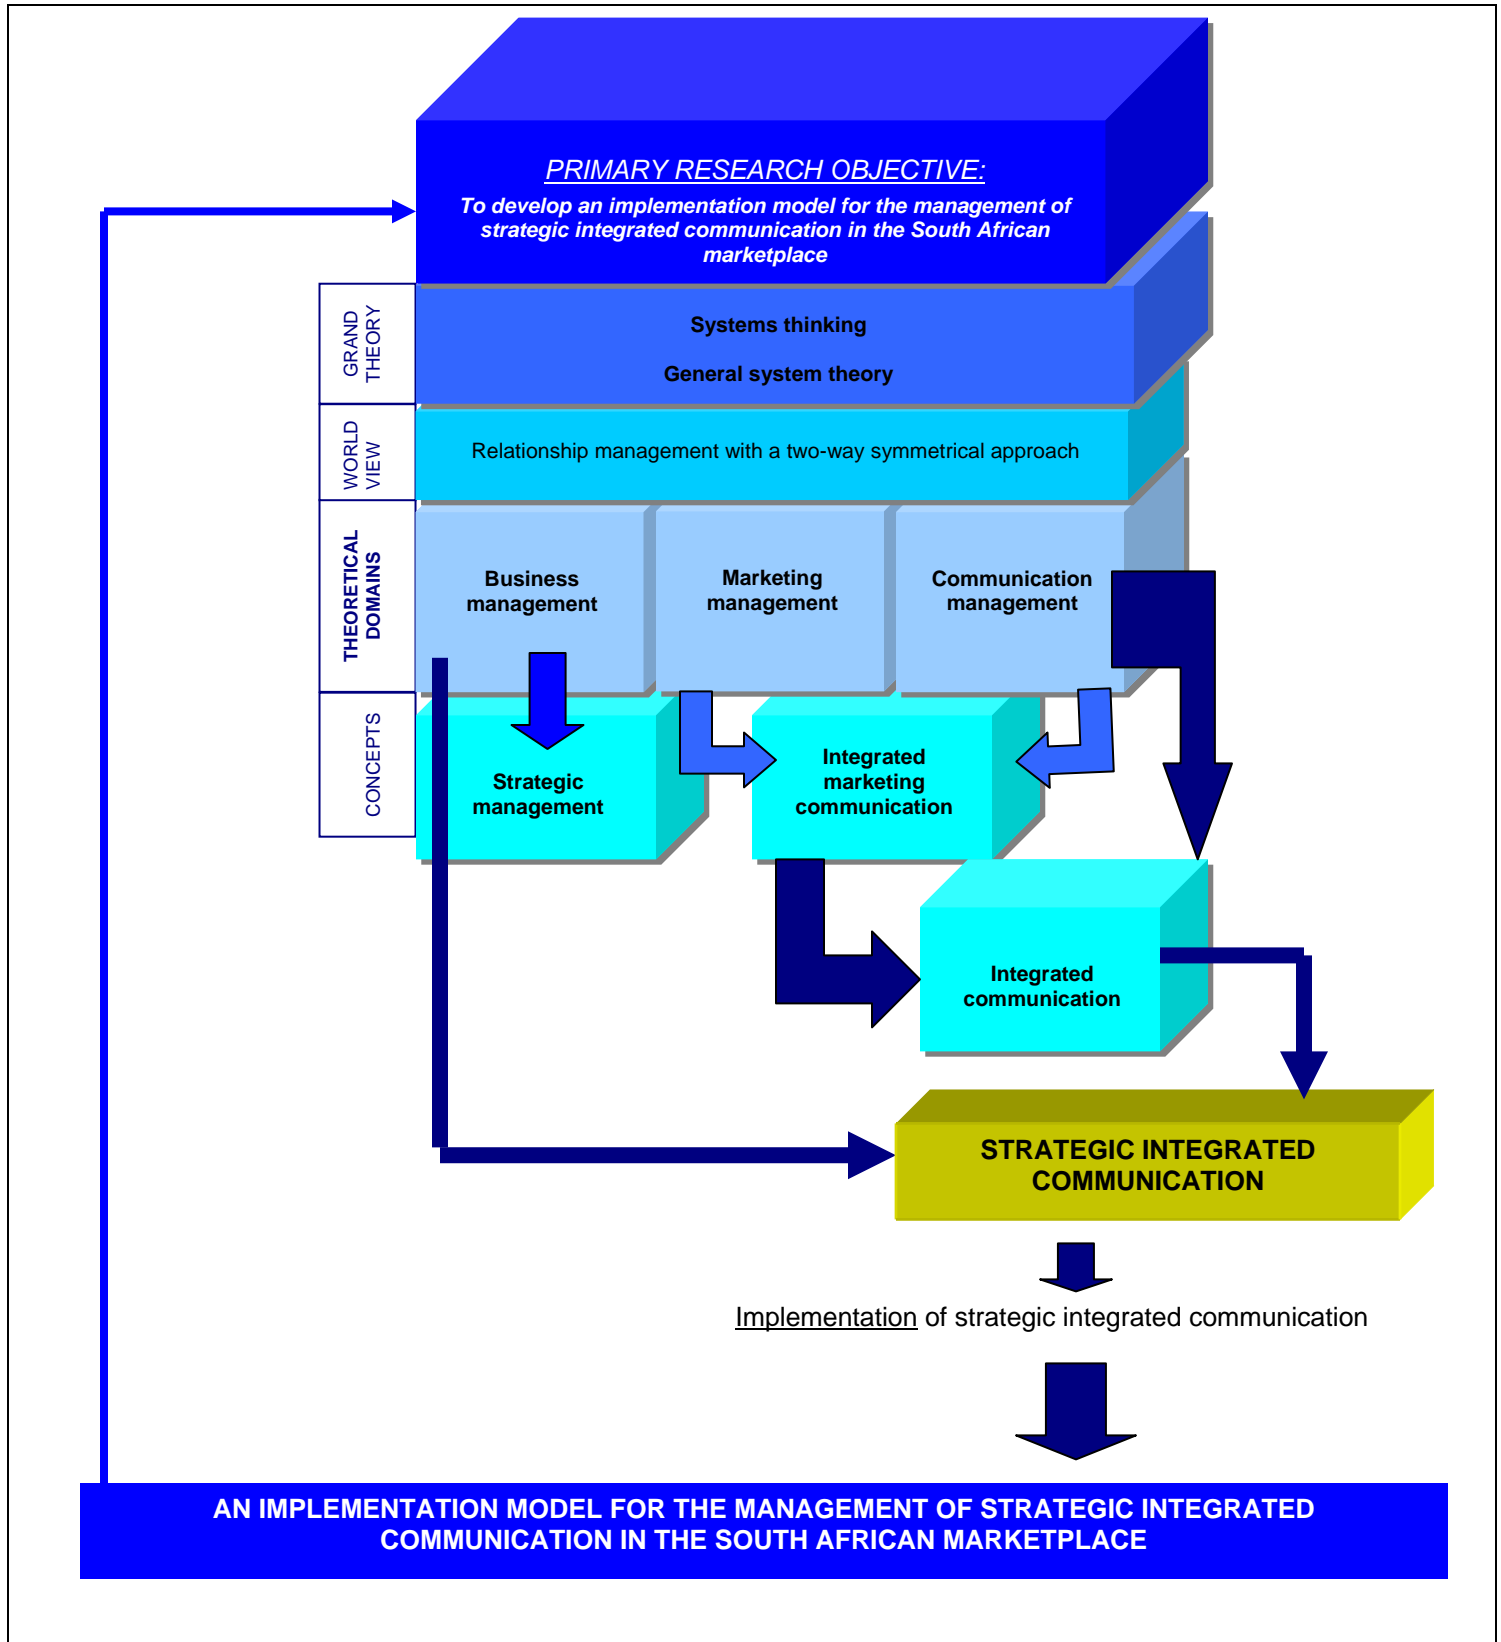 PRIMARY RESEARCH OBJECTIVE:
To develop an implementation model for the management of
strategic integrated communication in the South African
marketplace
GRAND
THEORY
Systems thinking
General system theory
WORLD
VIEW
Relationship management with a two-way symmetrical approach
THEORETICAL
DOMAINS
Business
management
Marketing
management
Communication
management
CONCEPTS
Strategic
management
Integrated
marketing
communication
Integrated
communication
STRATEGIC INTEGRATED
COMMUNICATION
Implementation of strategic integrated communication
AN IMPLEMENTATION MODEL FOR THE MANAGEMENT OF STRATEGIC INTEGRATED
COMMUNICATION IN THE SOUTH AFRICAN MARKETPLACE